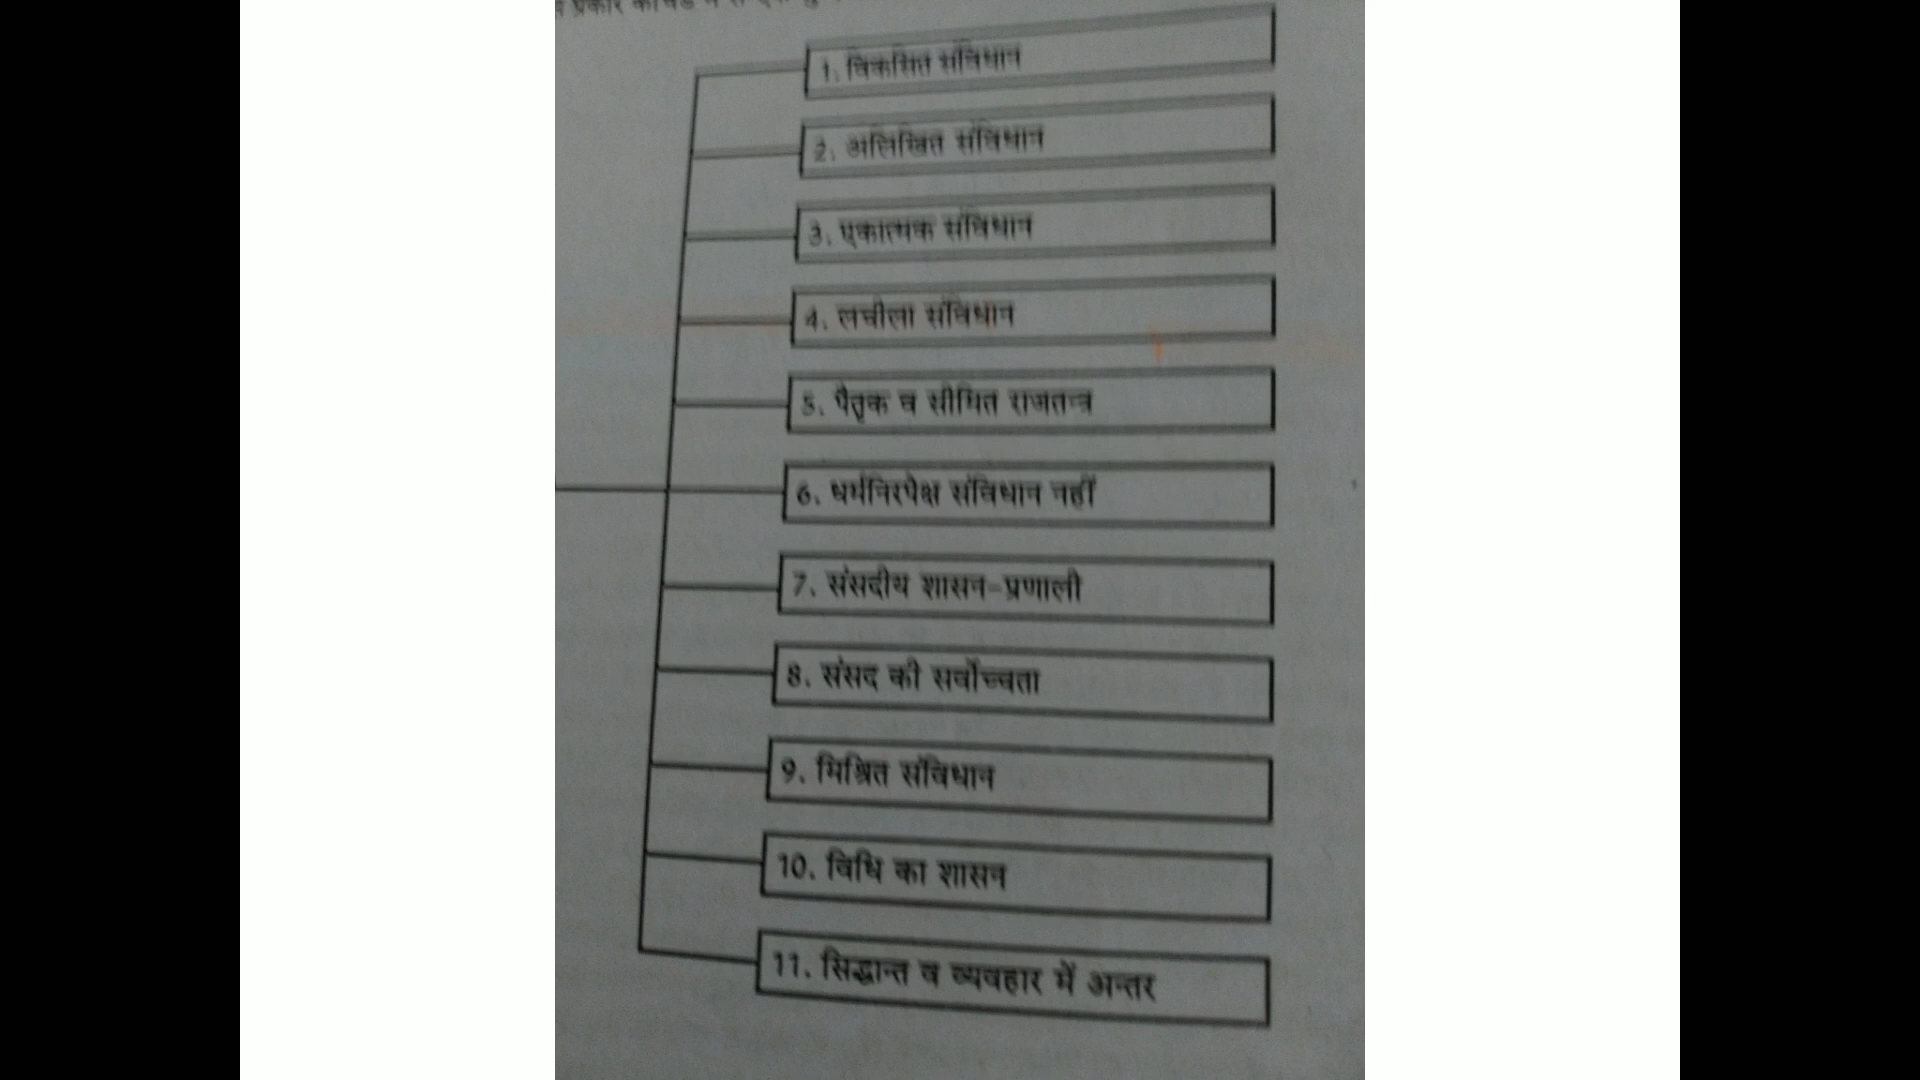 प्रकार
1. विकसित संविधान
2. अलिखित संविधान
3. एकात्मक संविधान
4. लचीला संविधान
5. पैतृक व सीमित राजतन्त्र
6. धर्मनिरपेक्ष संविधान नहीं
7. संसदीय शासन-प्रणाली
8. संसद की सर्वोच्चता
9. मिश्रित संविधान
10. विधि का शासन
11. सिद्धान्त व व्यवहार में अन्तर